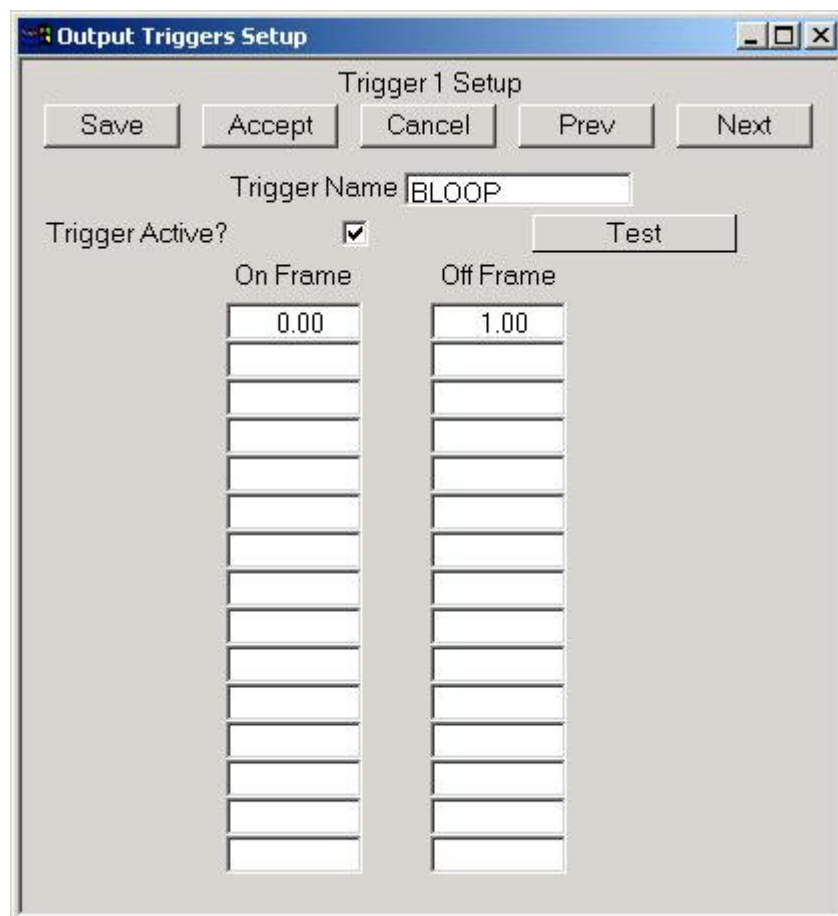 Output Triggers Setup
Trigger 1 Setup
Save Accept Cancel Prev Next
Trigger Name BLOOP
Trigger Active? Test
On Frame Off Frame
0.00 1.00